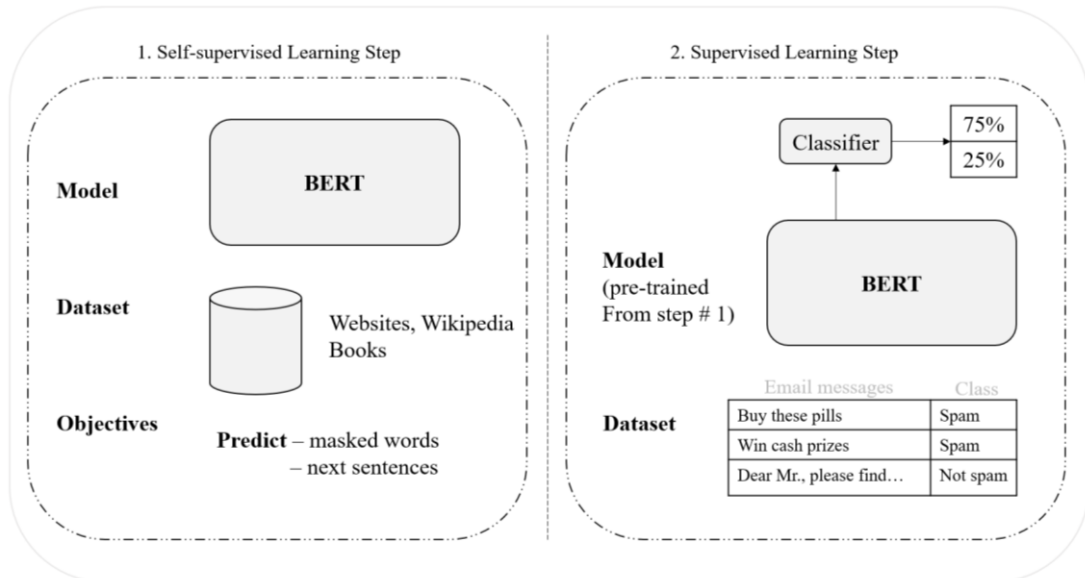 1. Self-supervised Learning Step
Model
BERT
Dataset
Websites, Wikipedia
Books
Objectives
Predict – masked words
– next sentences
2. Supervised Learning Step
Classifier
75%
25%
Model
(pre-trained
From step # 1)
BERT
Dataset
Email messages Class
Buy these pills Spam
Win cash prizes Spam
Dear Mr., please find… Not spam